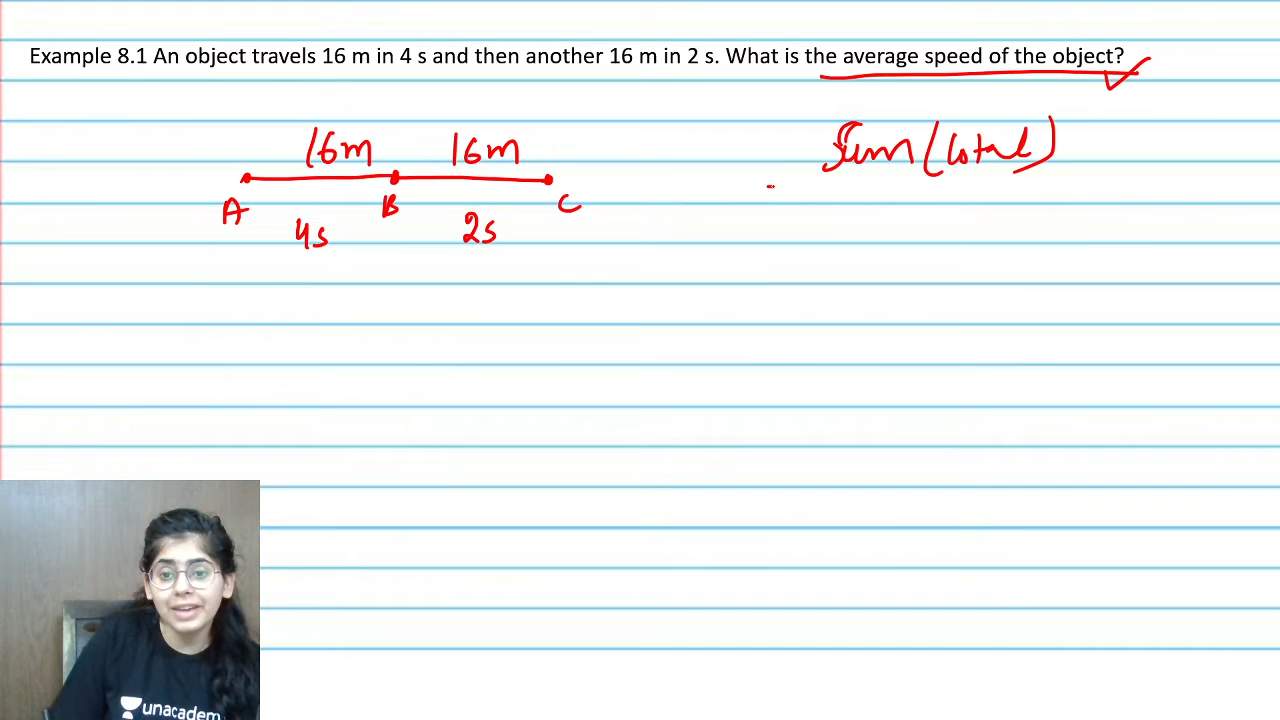 Example 8.1 An object travels 16 m in 4 s and then another 16 m in 2 s. What is the average speed of the object?
16m 16m
Sum (total)
A B C
4s 2s
unacadem